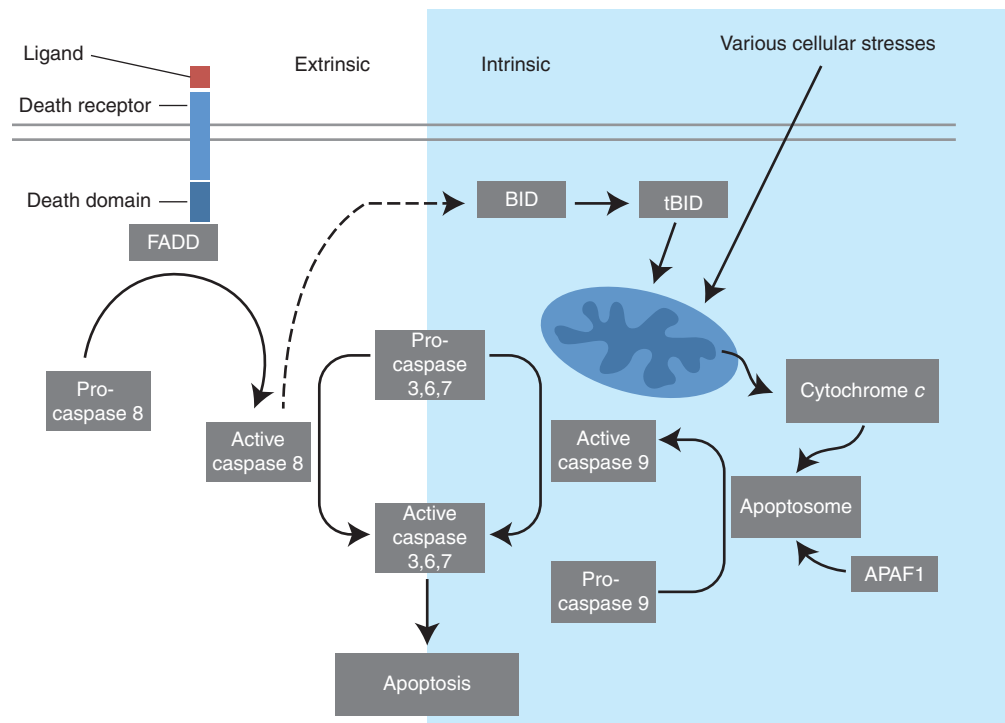 Various cellular stresses
Ligand
Extrinsic
Intrinsic
Death receptor
Death domain
BID
tBID
FADD
Pro-
caspase
3,6,7
Pro-
caspase 8
Cytochrome c
Active
caspase 8
Active
caspase 9
Apoptosome
Active
caspase
3,6,7
Pro-
caspase 9
APAF1
Apoptosis